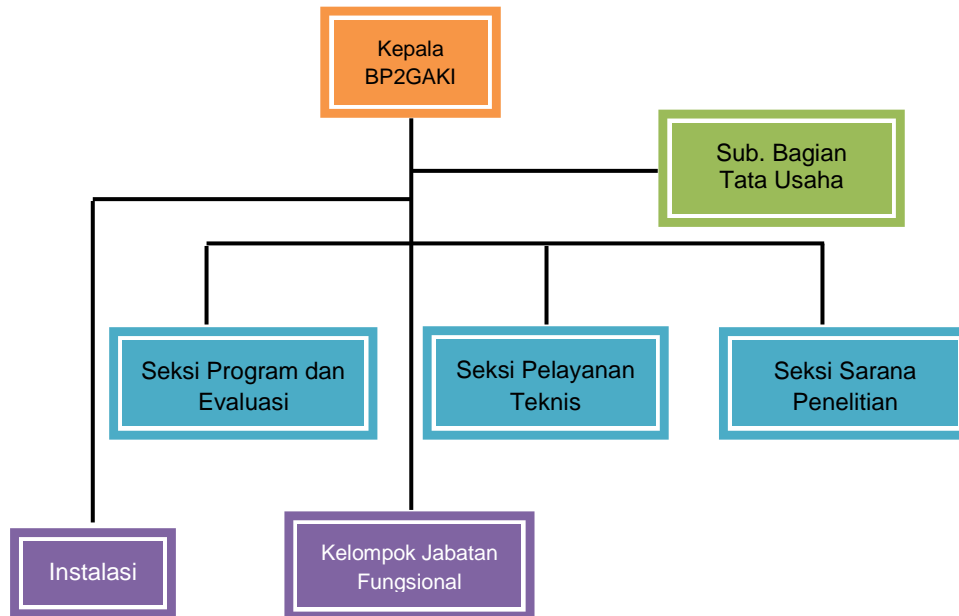 Kepala
BP2GAKI
Sub. Bagian
Tata Usaha
Seksi Program dan
Evaluasi
Seksi Pelayanan
Teknis
Seksi Sarana
Penelitian
Instalasi
Kelompok Jabatan
Fungsional